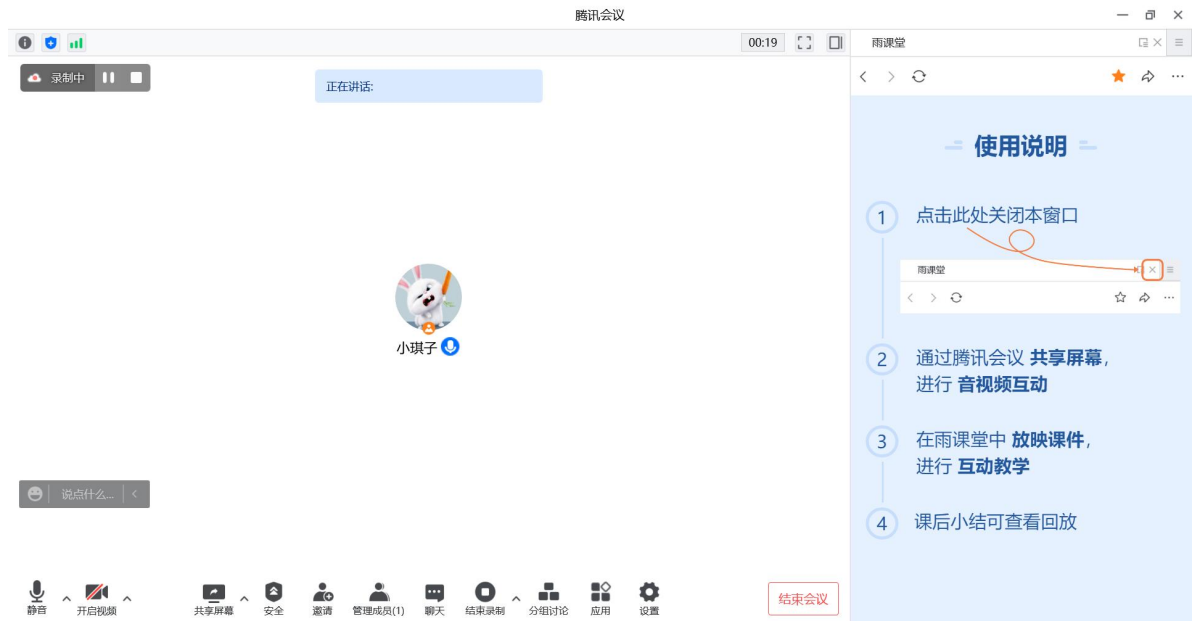 腾讯会议
00:19
雨课堂
录制中
正在讲话:
使用说明
1 点击此处关闭本窗口
雨课堂
小琪子
2 通过腾讯会议 共享屏幕,
进行 音视频互动
3 在雨课堂中 放映课件,
进行 互动教学
说点什么...
4 课后小结可查看回放
静音 开启视频 共享屏幕 安全 邀请 管理成员(1) 聊天 结束录制 分组讨论 应用 设置 结束会议